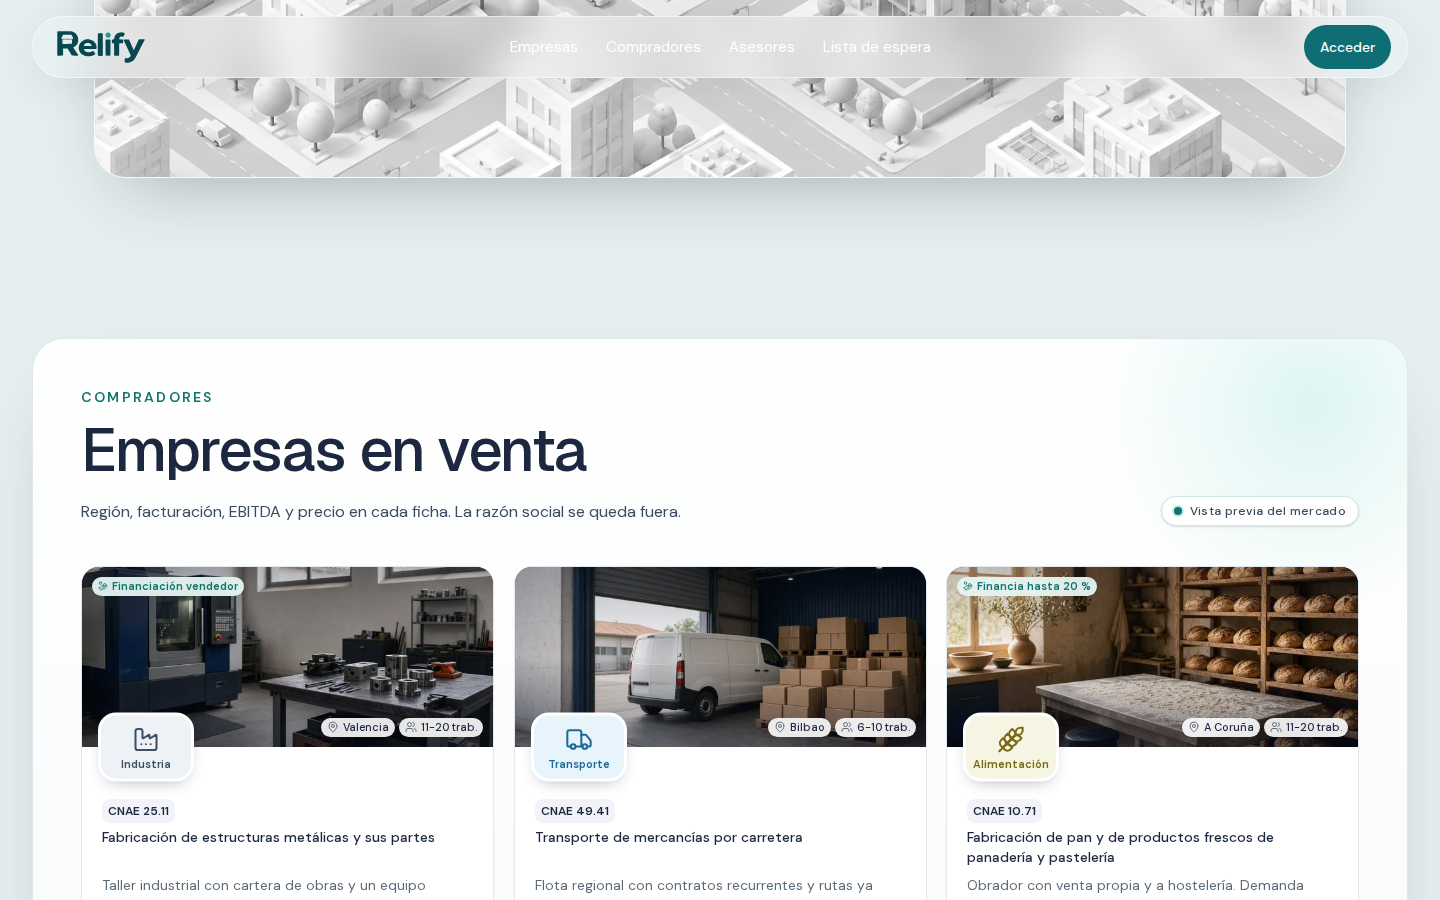 Relify
Empresas
Compradores
Asesores
Lista de espera
Acceder
COMPRADORES
Empresas en venta
Región, facturación, EBITDA y precio en cada ficha. La razón social se queda fuera.
Vista previa del mercado
Financiación vendedor
Valencia
11-20 trab.
Industria
CNAE 25.11
Fabricación de estructuras metálicas y sus partes
Taller industrial con cartera de obras y un equipo
Bilbao
6-10 trab.
Transporte
CNAE 49.41
Transporte de mercancías por carretera
Flota regional con contratos recurrentes y rutas ya
Financia hasta 20 %
A Coruña
11-20 trab.
Alimentación
CNAE 10.71
Fabricación de pan y de productos frescos de
panadería y pastelería
Obrador con venta propia y a hostelería. Demanda